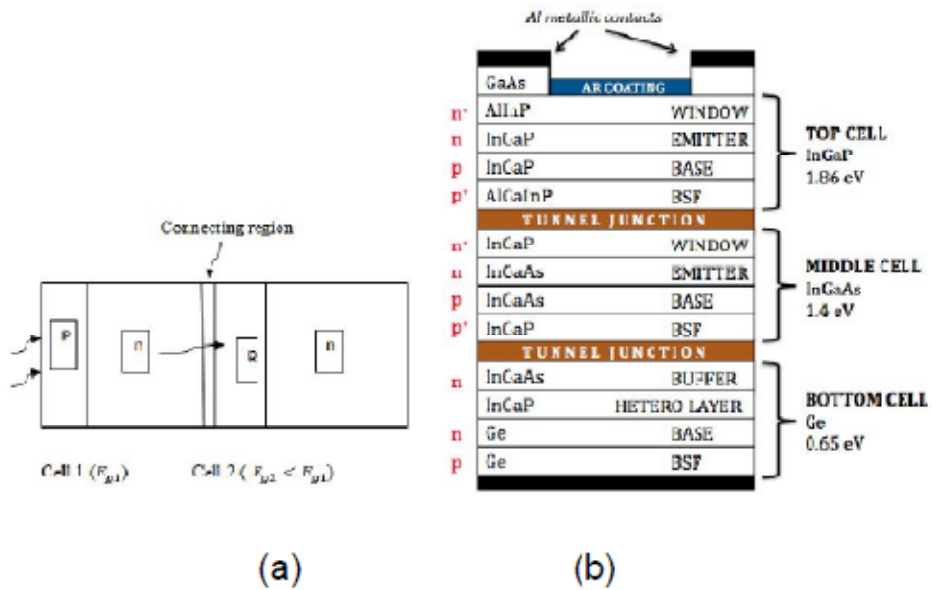 Connecting region
P
n
n
Cell 1 (E_g1)
Cell 2 ( E_g2 < E_g1)
(a)
Al metallic contacts
GaAs
AR COATING
n+ AlInP WINDOW
n InGaP EMITTER
p InGaP BASE
p+ AlGaInP BSF
TOP CELL
InGaP
1.86 eV
TUNNEL JUNCTION
n+ InGaP WINDOW
n InGaAs EMITTER
p InGaAs BASE
p+ InGaP BSF
MIDDLE CELL
InGaAs
1.4 eV
TUNNEL JUNCTION
n InGaAs BUFFER
InGaP HETERO LAYER
n Ge BASE
p Ge BSF
BOTTOM CELL
Ge
0.65 eV
(b)